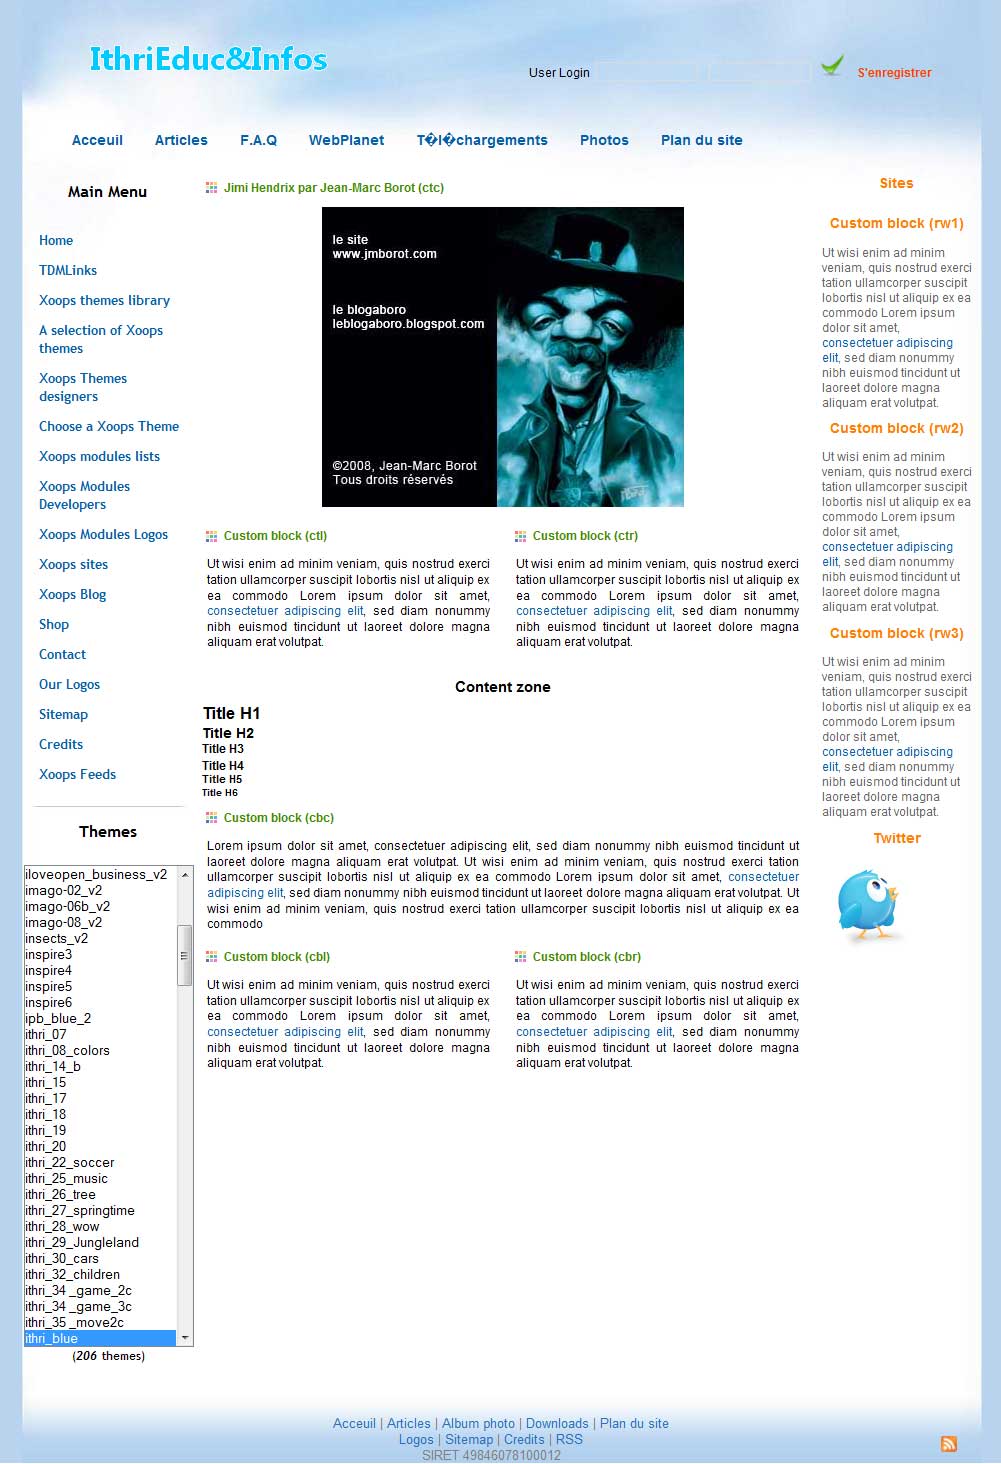 IthriEduc&Infos
User Login
S'enregistrer
Acceuil Articles F.A.Q WebPlanet T�l�chargements Photos Plan du site
Main Menu
Home
TDMLinks
Xoops themes library
A selection of Xoops
themes
Xoops Themes
designers
Choose a Xoops Theme
Xoops modules lists
Xoops Modules
Developers
Xoops Modules Logos
Xoops sites
Xoops Blog
Shop
Contact
Our Logos
Sitemap
Credits
Xoops Feeds
Themes
iloveopen_business_v2
imago-02_v2
imago-06b_v2
imago-08_v2
insects_v2
inspire3
inspire4
inspire5
inspire6
ipb_blue_2
ithri_07
ithri_08_colors
ithri_14_b
ithri_15
ithri_17
ithri_18
ithri_19
ithri_20
ithri_22_soccer
ithri_25_music
ithri_26_tree
ithri_27_springtime
ithri_28_wow
ithri_29_Jungleland
ithri_30_cars
ithri_32_children
ithri_34 _game_2c
ithri_34 _game_3c
ithri_35 _move2c
ithri_blue
(206 themes)
Jimi Hendrix par Jean-Marc Borot (ctc)
le site
www.jmborot.com
le blogaboro
leblogaboro.blogspot.com
©2008, Jean-Marc Borot
Tous droits réservés
Custom block (ctl)
Ut wisi enim ad minim veniam, quis nostrud exerci
tation ullamcorper suscipit lobortis nisl ut aliquip ex
ea commodo Lorem ipsum dolor sit amet,
consectetuer adipiscing elit, sed diam nonummy
nibh euismod tincidunt ut laoreet dolore magna
aliquam erat volutpat.
Custom block (ctr)
Ut wisi enim ad minim veniam, quis nostrud exerci
tation ullamcorper suscipit lobortis nisl ut aliquip ex
ea commodo Lorem ipsum dolor sit amet,
consectetuer adipiscing elit, sed diam nonummy
nibh euismod tincidunt ut laoreet dolore magna
aliquam erat volutpat.
Content zone
Title H1
Title H2
Title H3
Title H4
Title H5
Title H6
Custom block (cbc)
Lorem ipsum dolor sit amet, consectetuer adipiscing elit, sed diam nonummy nibh euismod tincidunt ut
laoreet dolore magna aliquam erat volutpat. Ut wisi enim ad minim veniam, quis nostrud exerci tation
ullamcorper suscipit lobortis nisl ut aliquip ex ea commodo Lorem ipsum dolor sit amet, consectetuer
adipiscing elit, sed diam nonummy nibh euismod tincidunt ut laoreet dolore magna aliquam erat volutpat. Ut
wisi enim ad minim veniam, quis nostrud exerci tation ullamcorper suscipit lobortis nisl ut aliquip ex ea
commodo
Custom block (cbl)
Ut wisi enim ad minim veniam, quis nostrud exerci
tation ullamcorper suscipit lobortis nisl ut aliquip ex
ea commodo Lorem ipsum dolor sit amet,
consectetuer adipiscing elit, sed diam nonummy
nibh euismod tincidunt ut laoreet dolore magna
aliquam erat volutpat.
Custom block (cbr)
Ut wisi enim ad minim veniam, quis nostrud exerci
tation ullamcorper suscipit lobortis nisl ut aliquip ex
ea commodo Lorem ipsum dolor sit amet,
consectetuer adipiscing elit, sed diam nonummy
nibh euismod tincidunt ut laoreet dolore magna
aliquam erat volutpat.
Sites
Custom block (rw1)
Ut wisi enim ad minim
veniam, quis nostrud exerci
tation ullamcorper suscipit
lobortis nisl ut aliquip ex ea
commodo Lorem ipsum
dolor sit amet,
consectetuer adipiscing
elit, sed diam nonummy
nibh euismod tincidunt ut
laoreet dolore magna
aliquam erat volutpat.
Custom block (rw2)
Ut wisi enim ad minim
veniam, quis nostrud exerci
tation ullamcorper suscipit
lobortis nisl ut aliquip ex ea
commodo Lorem ipsum
dolor sit amet,
consectetuer adipiscing
elit, sed diam nonummy
nibh euismod tincidunt ut
laoreet dolore magna
aliquam erat volutpat.
Custom block (rw3)
Ut wisi enim ad minim
veniam, quis nostrud exerci
tation ullamcorper suscipit
lobortis nisl ut aliquip ex ea
commodo Lorem ipsum
dolor sit amet,
consectetuer adipiscing
elit, sed diam nonummy
nibh euismod tincidunt ut
laoreet dolore magna
aliquam erat volutpat.
Twitter
Acceuil | Articles | Album photo | Downloads | Plan du site
Logos | Sitemap | Credits | RSS
SIRET 49846078100012